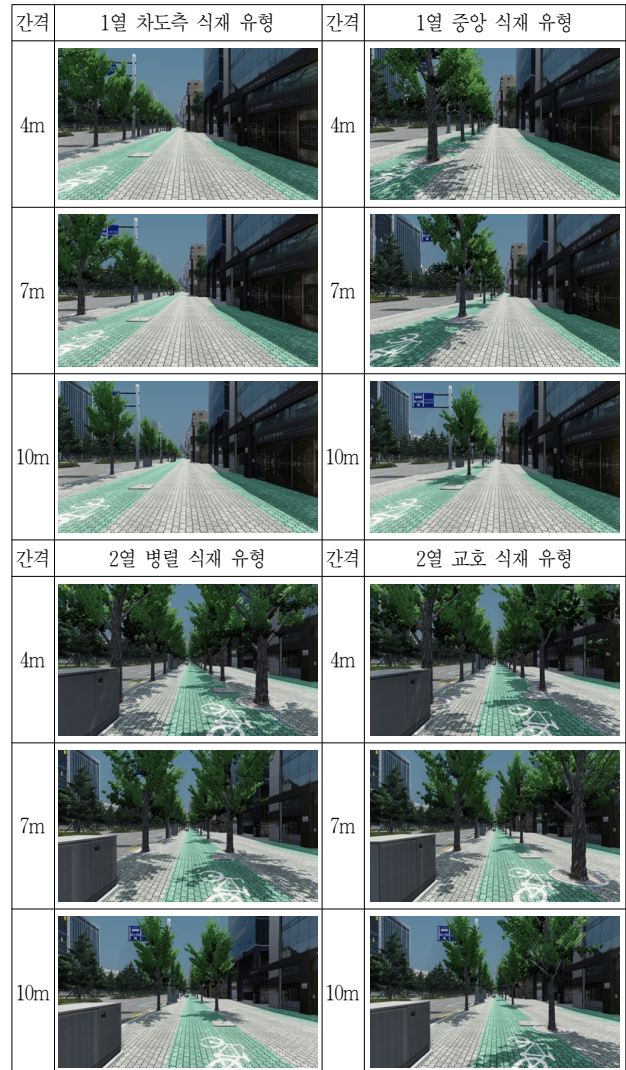 간격 1열 차도측 식재 유형 간격 1열 중앙 식재 유형
4m 4m
7m 7m
10m 10m
간격 2열 병렬 식재 유형 간격 2열 교호 식재 유형
4m 4m
7m 7m
10m 10m